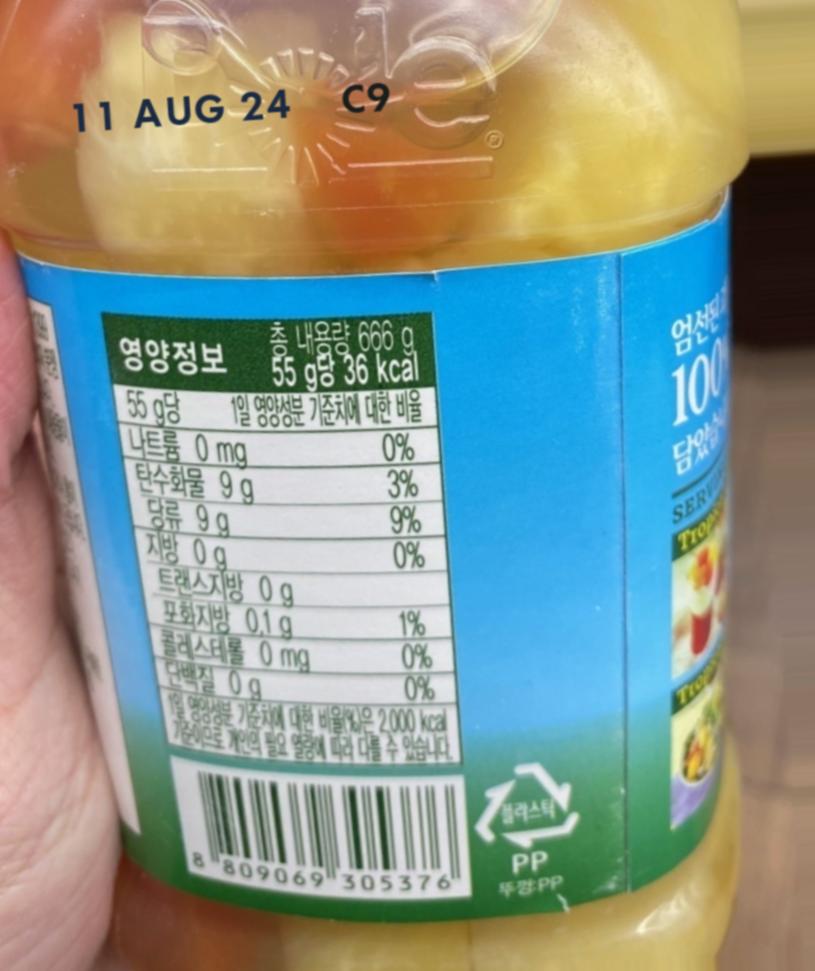 11 AUG 24 C9
영양정보
총 내용량 666 g
55 g당 36 kcal
55 g당 1일 영양성분 기준치에 대한 비율
나트륨 0 mg 0%
탄수화물 9 g 3%
당류 9 g 9%
지방 0 g 0%
트랜스지방 0 g
포화지방 0.1 g 1%
콜레스테롤 0 mg 0%
단백질 0 g 0%
1일 영양성분 기준치에 대한 비율(%)은 2,000 kcal
기준이므로 개인의 필요 열량에 따라 다를 수 있습니다.
8 809069 305376
플라스틱
PP
뚜껑:PP
엄선된
100%